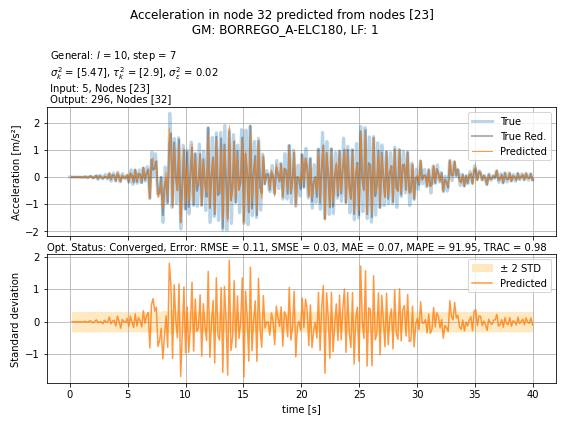 Acceleration in node 32 predicted from nodes [23]
GM: BORREGO_A-ELC180, LF: 1
General: l = 10, step = 7
σ²ₖ = [5.47], τ²ₖ = [2.9], σ²ε = 0.02
Input: 5, Nodes [23]
Output: 296, Nodes [32]
Acceleration [m/s²]
2
1
0
−1
−2
True
True Red.
Predicted
Opt. Status: Converged, Error: RMSE = 0.11, SMSE = 0.03, MAE = 0.07, MAPE = 91.95, TRAC = 0.98
Standard deviation
2
1
0
−1
± 2 STD
Predicted
0 5 10 15 20 25 30 35 40
time [s]